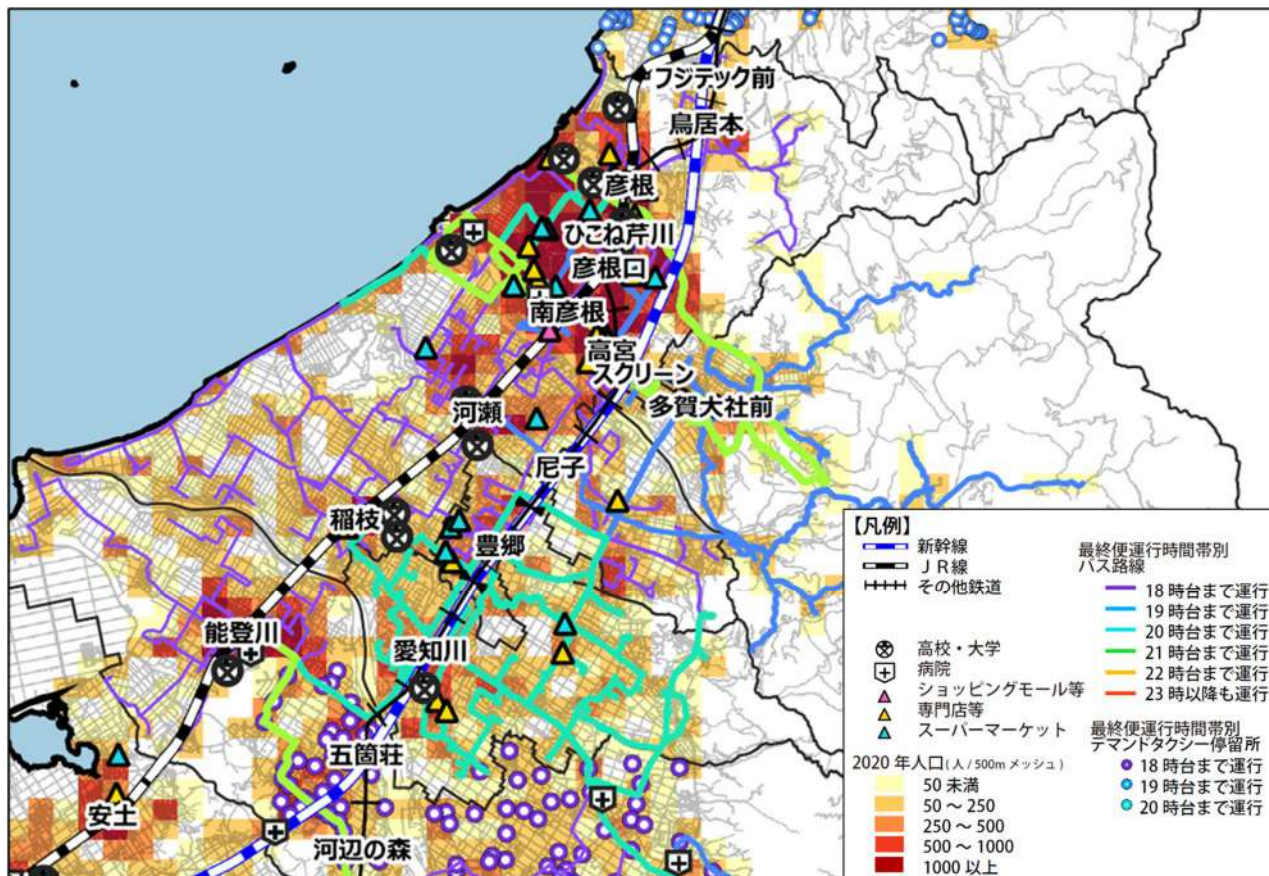 フジテック前
鳥居本
彦根
ひこね芹川
彦根口
南彦根
高宮
スクリーン
多賀大社前
河瀬
尼子
稲枝
豊郷
能登川
愛知川
五箇荘
安土
河辺の森
【凡例】
新幹線
JR線
その他鉄道
高校・大学
病院
ショッピングモール等
専門店等
スーパーマーケット
2020 年人口(人 / 500m メッシュ)
50 未満
50 ～ 250
250 ～ 500
500 ～ 1000
1000 以上
最終便運行時間帯別
バス路線
18 時台まで運行
19 時台まで運行
20 時台まで運行
21 時台まで運行
22 時台まで運行
23 時以降も運行
最終便運行時間帯別
デマンドタクシー停留所
18 時台まで運行
19 時台まで運行
20 時台まで運行